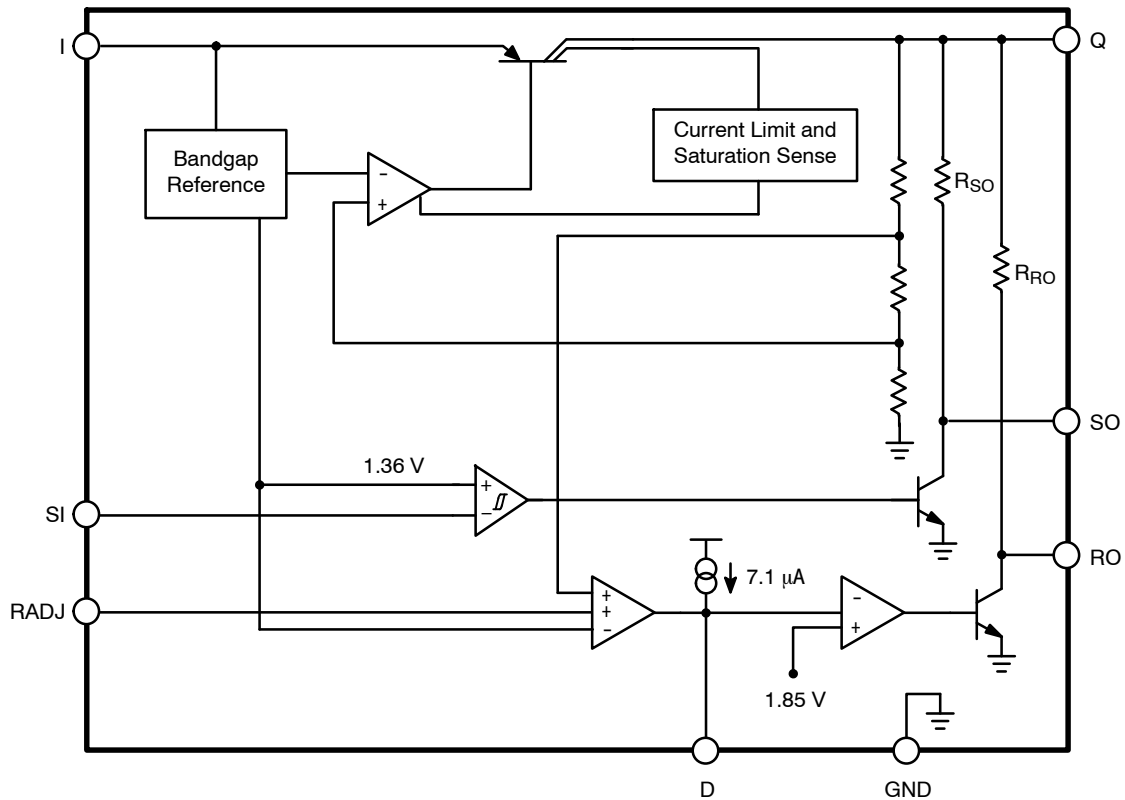 I
Q
Current Limit and
Saturation Sense
Bandgap
Reference
−
+
RSO
RRO
SO
1.36 V
+
−
SI
RO
7.1 μA
RADJ
+
+
−
−
+
1.85 V
D
GND